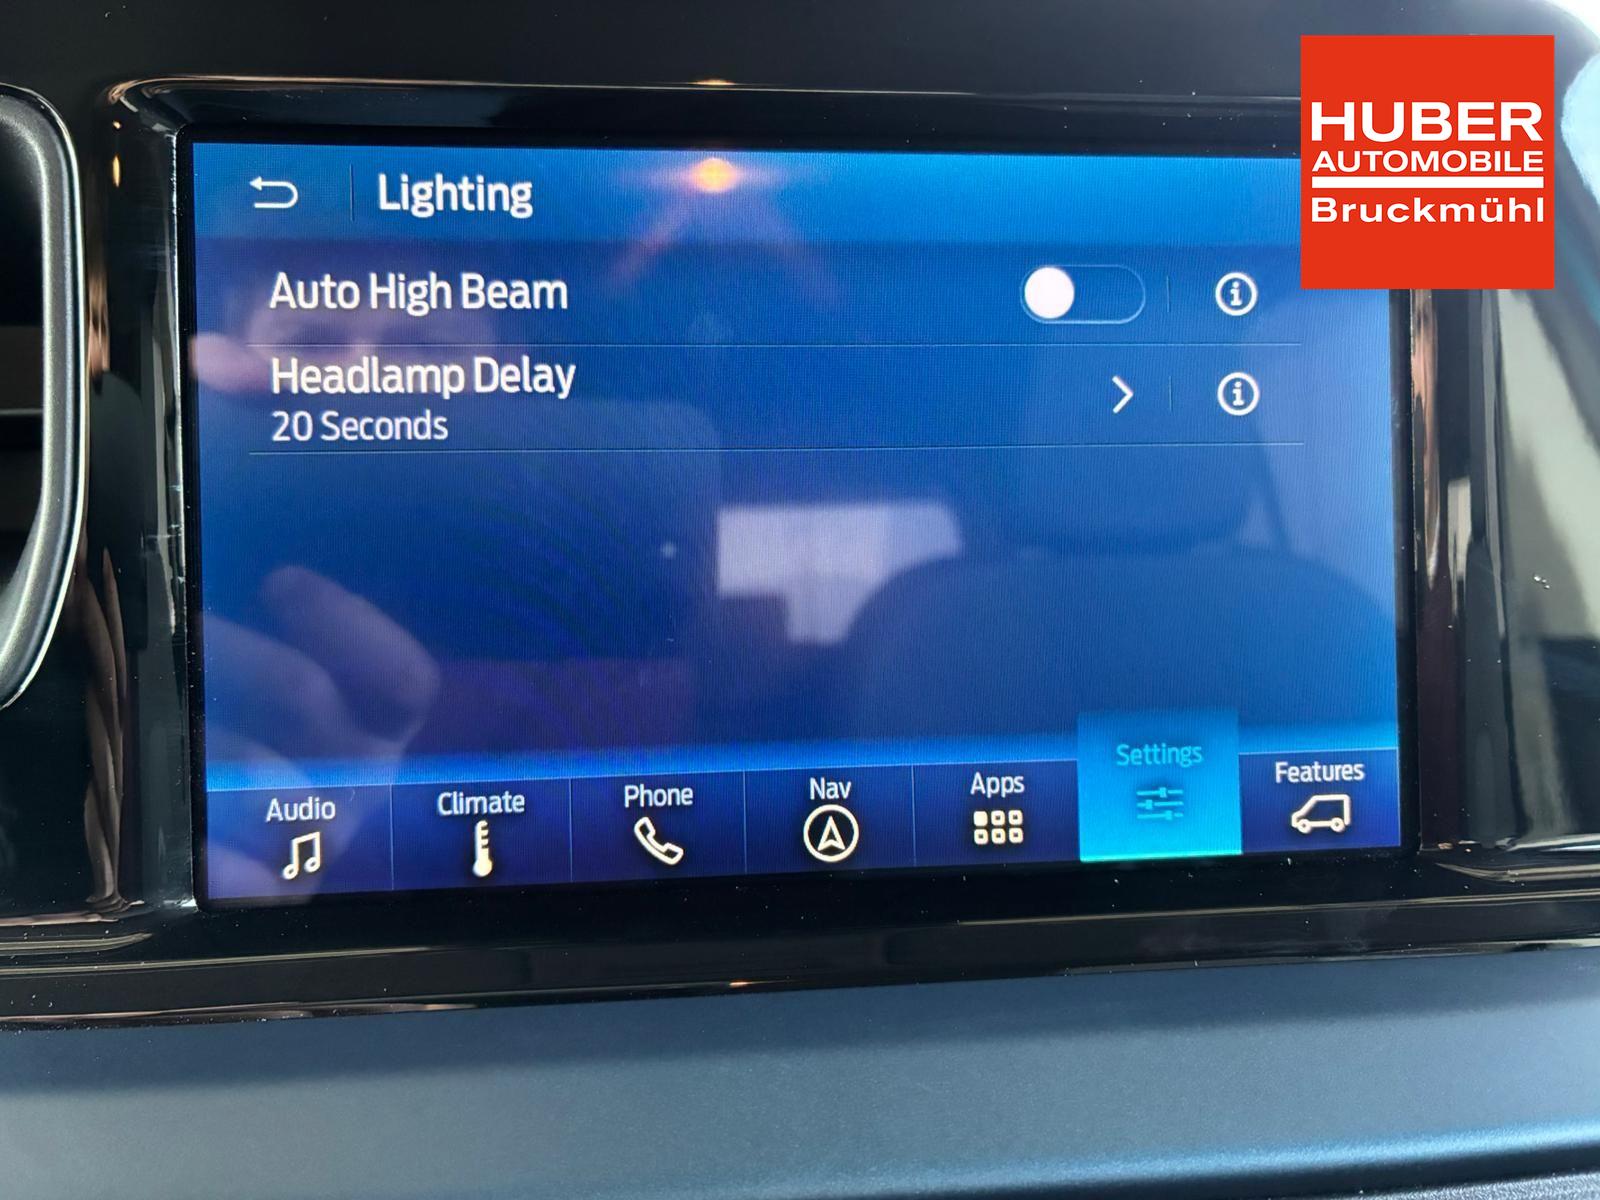 HUBER
AUTOMOBILE
Bruckmühl
Lighting
Auto High Beam
Headlamp Delay
20 Seconds
Audio
Climate
Phone
Nav
Apps
Settings
Features